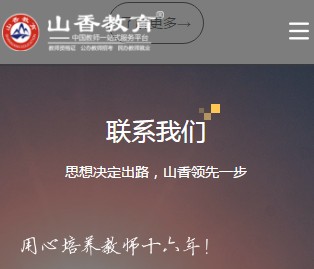 山香教育®
更多→
中国教师一站式服务平台
教师资格证 公办教师招考 民办教师就业
联系我们
思想决定出路，山香领先一步
用心培养教师十六年！